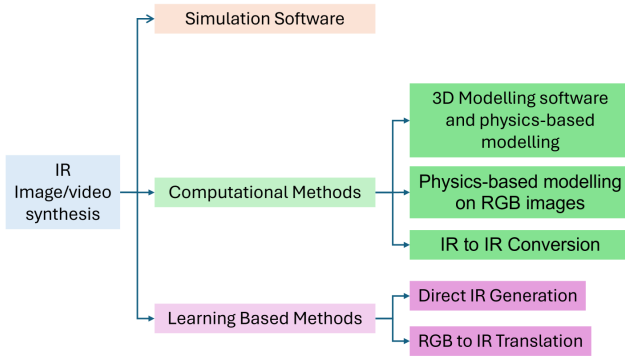 Simulation Software
3D Modelling software
and physics-based
modelling
IR
Image/video
synthesis
Computational Methods
Physics-based modelling
on RGB images
IR to IR Conversion
Learning Based Methods
Direct IR Generation
RGB to IR Translation